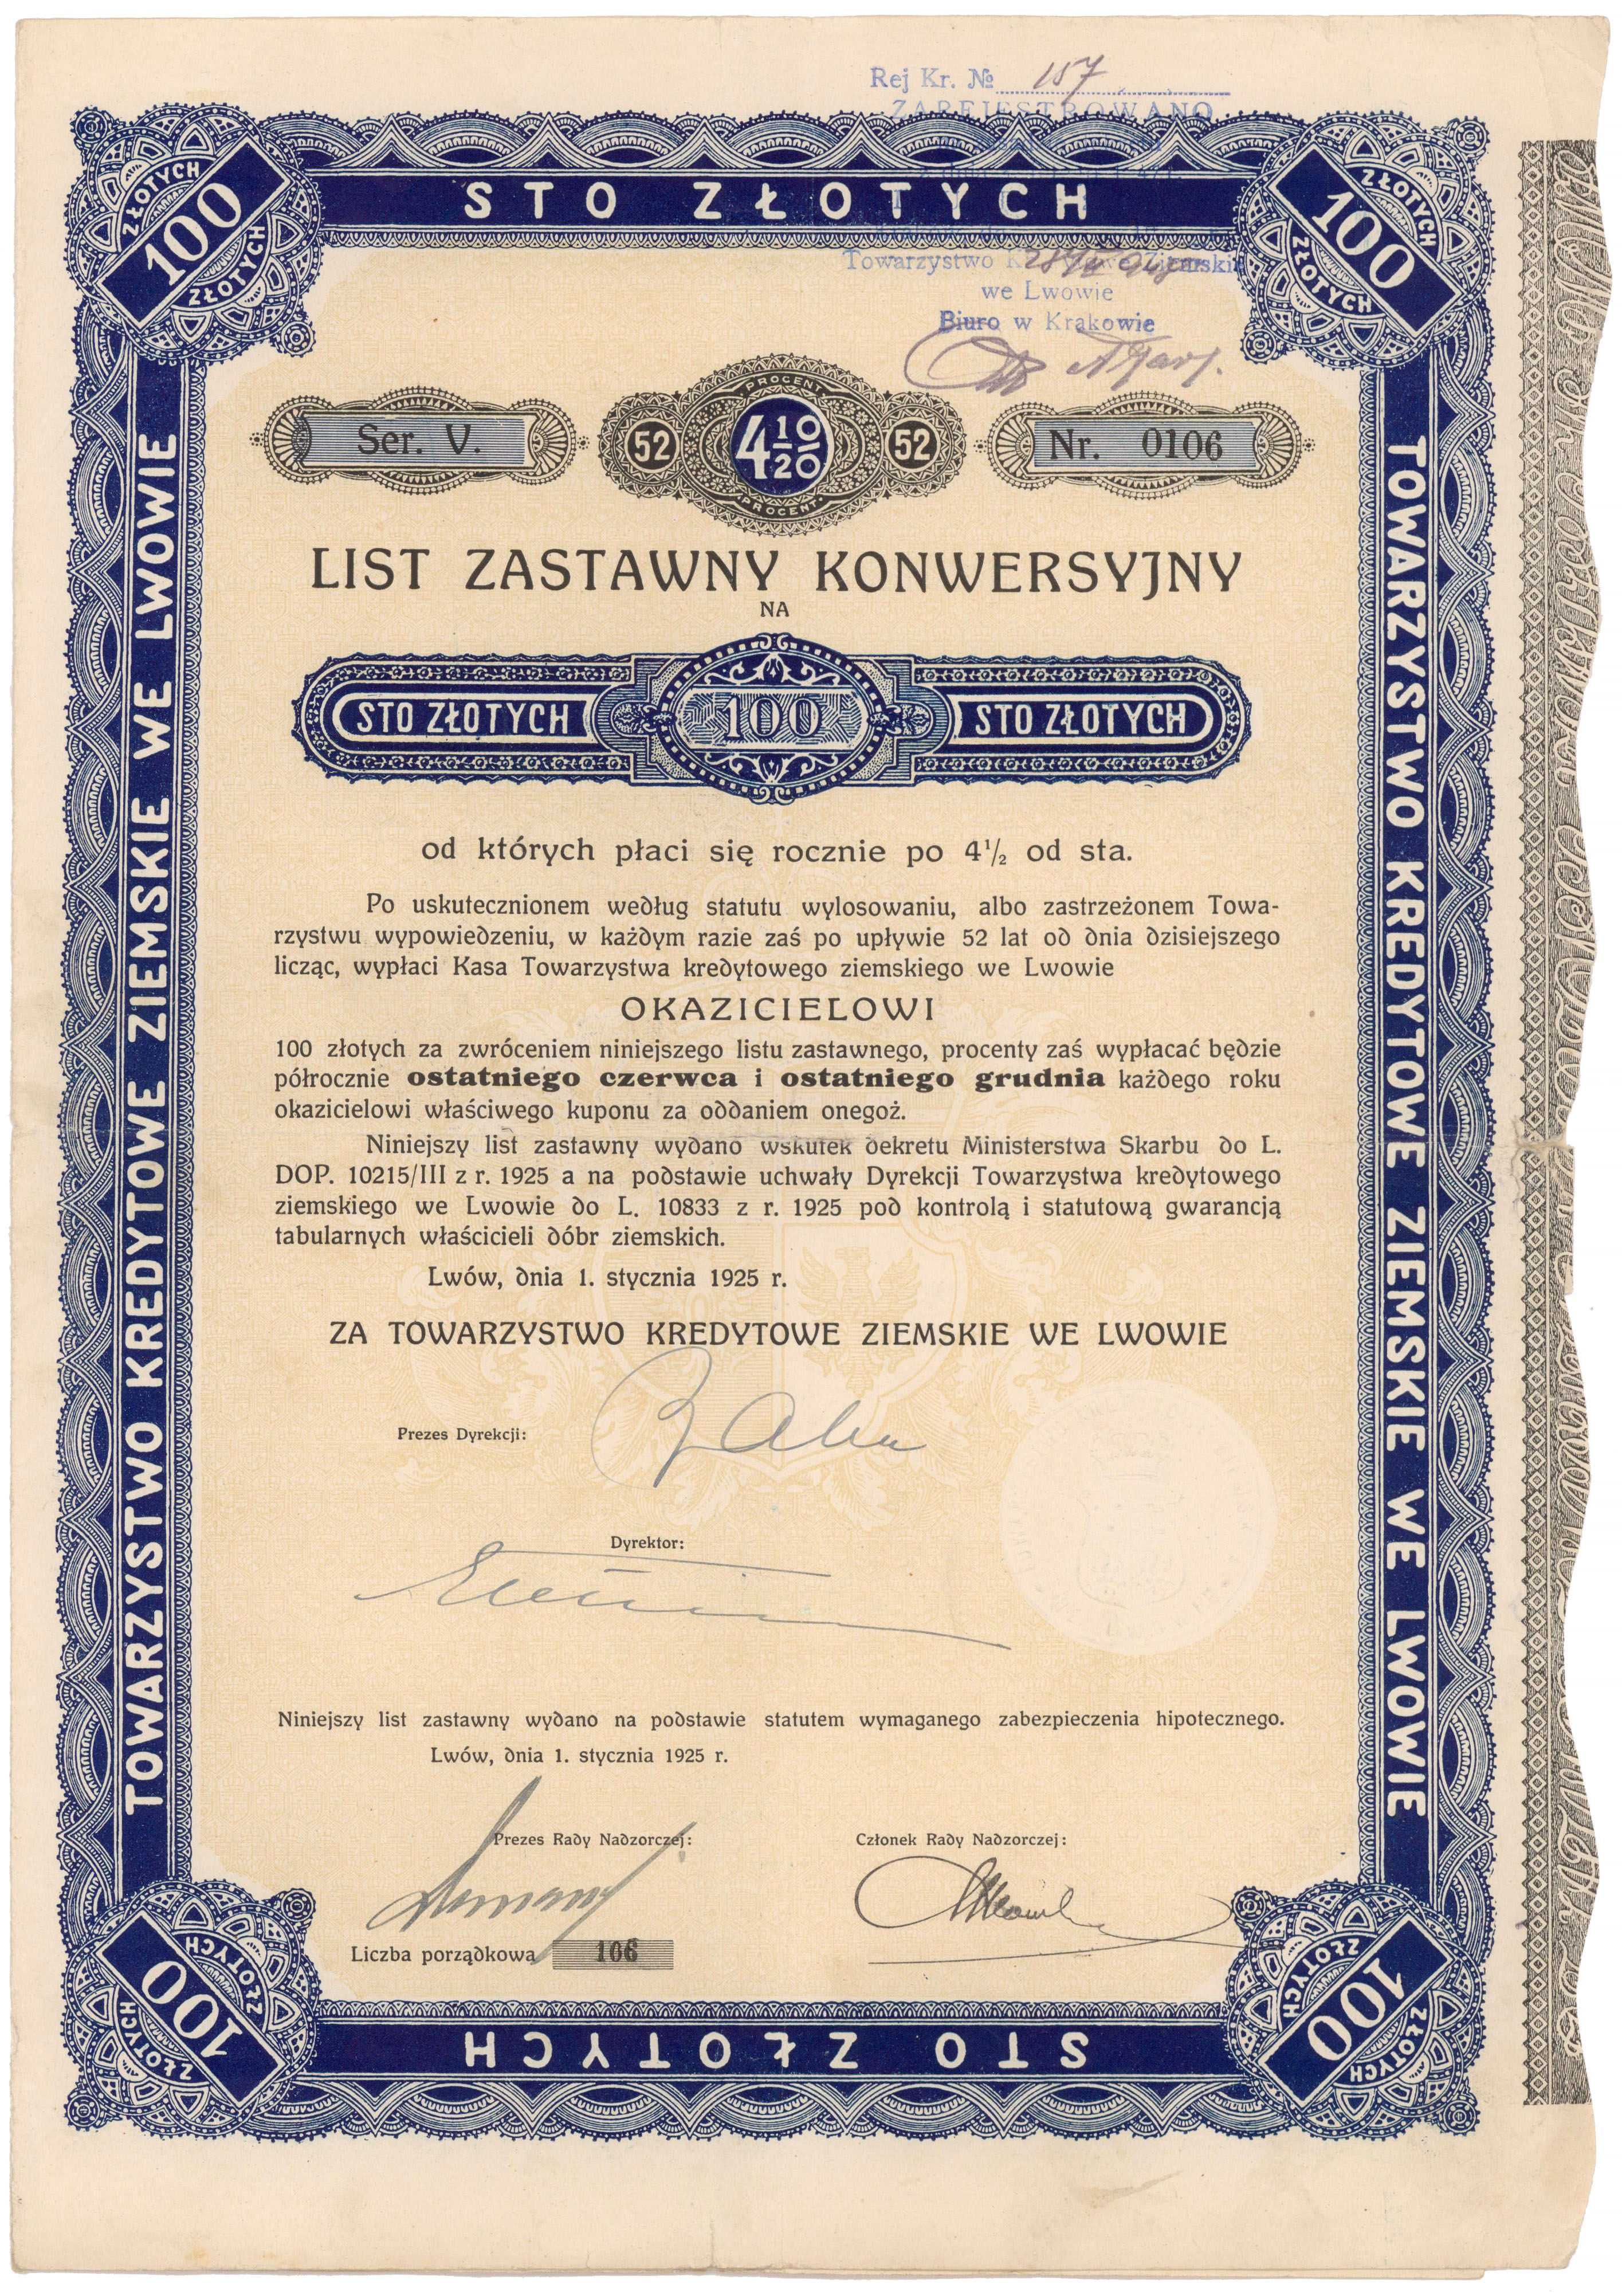 Rej Kr. № 157
ZAREJESTROWANO
ZŁOTYCH
100
ZŁOTYCH
STO ZŁOTYCH
ZŁOTYCH
100
ZŁOTYCH
Towarzystwo Ziemskie
we Lwowie
Biuro w Krakowie
Ser. V.
PROCENT
52
4 10/20
52
PROCENT
Nr. 0106
LIST ZASTAWNY KONWERSYJNY
NA
STO ZŁOTYCH 100 STO ZŁOTYCH
od których płaci się rocznie po 4½ od sta.
Po uskutecznionem według statutu wylosowaniu, albo zastrzeżonem Towa-
rzystwu wypowiedzeniu, w każdym razie zaś po upływie 52 lat od dnia dzisiejszego
licząc, wypłaci Kasa Towarzystwa kredytowego ziemskiego we Lwowie
OKAZICIELOWI
100 złotych za zwróceniem niniejszego listu zastawnego, procenty zaś wypłacać będzie
półrocznie ostatniego czerwca i ostatniego grudnia każdego roku
okazicielowi właściwego kuponu za oddaniem onegoż.
Niniejszy list zastawny wydano wskutek dekretu Ministerstwa Skarbu do L.
DOP. 10215/III z r. 1925 a na podstawie uchwały Dyrekcji Towarzystwa kredytowego
ziemskiego we Lwowie do L. 10833 z r. 1925 pod kontrolą i statutową gwarancją
tabularnych właścicieli dóbr ziemskich.
Lwów, dnia 1. stycznia 1925 r.
ZA TOWARZYSTWO KREDYTOWE ZIEMSKIE WE LWOWIE
Prezes Dyrekcji:
Dyrektor:
Niniejszy list zastawny wydano na podstawie statutem wymaganego zabezpieczenia hipotecznego.
Lwów, dnia 1. stycznia 1925 r.
Prezes Rady Nadzorczej:
Członek Rady Nadzorczej:
Liczba porządkowa 106
TOWARZYSTWO KREDYTOWE ZIEMSKIE WE LWOWIE
TOWARZYSTWO KREDYTOWE ZIEMSKIE WE LWOWIE
ZŁOTYCH
100
ZŁOTYCH
STO ZŁOTYCH
ZŁOTYCH
100
ZŁOTYCH